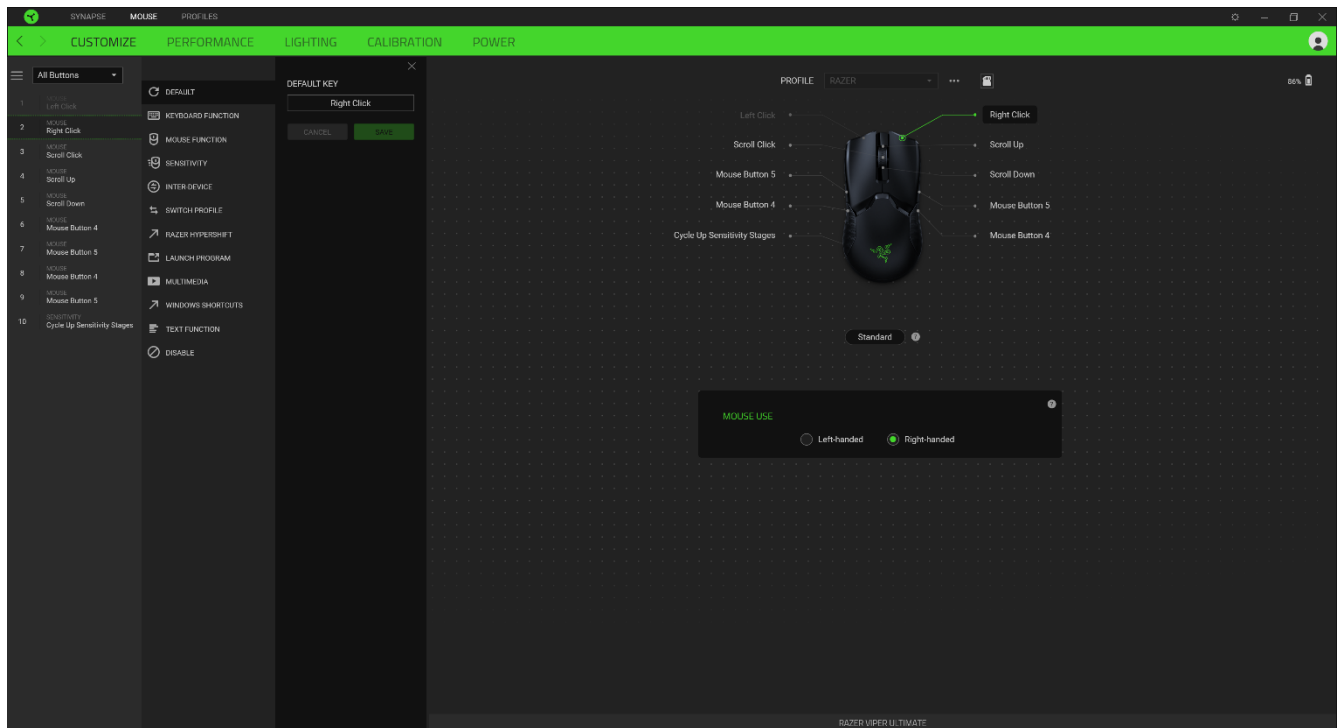 SYNAPSE MOUSE PROFILES
CUSTOMIZE PERFORMANCE LIGHTING CALIBRATION POWER
All Buttons
1 MOUSE
Left Click
2 MOUSE
Right Click
3 MOUSE
Scroll Click
4 MOUSE
Scroll Up
5 MOUSE
Scroll Down
6 MOUSE
Mouse Button 4
7 MOUSE
Mouse Button 5
8 MOUSE
Mouse Button 4
9 MOUSE
Mouse Button 5
10 SENSITIVITY
Cycle Up Sensitivity Stages
DEFAULT
KEYBOARD FUNCTION
MOUSE FUNCTION
SENSITIVITY
INTER-DEVICE
SWITCH PROFILE
RAZER HYPERSHIFT
LAUNCH PROGRAM
MULTIMEDIA
WINDOWS SHORTCUTS
TEXT FUNCTION
DISABLE
DEFAULT KEY
Right Click
CANCEL SAVE
PROFILE RAZER
86%
Left Click
Scroll Click
Mouse Button 5
Mouse Button 4
Cycle Up Sensitivity Stages
Right Click
Scroll Up
Scroll Down
Mouse Button 5
Mouse Button 4
Standard ?
MOUSE USE ?
Left-handed Right-handed
RAZER VIPER ULTIMATE